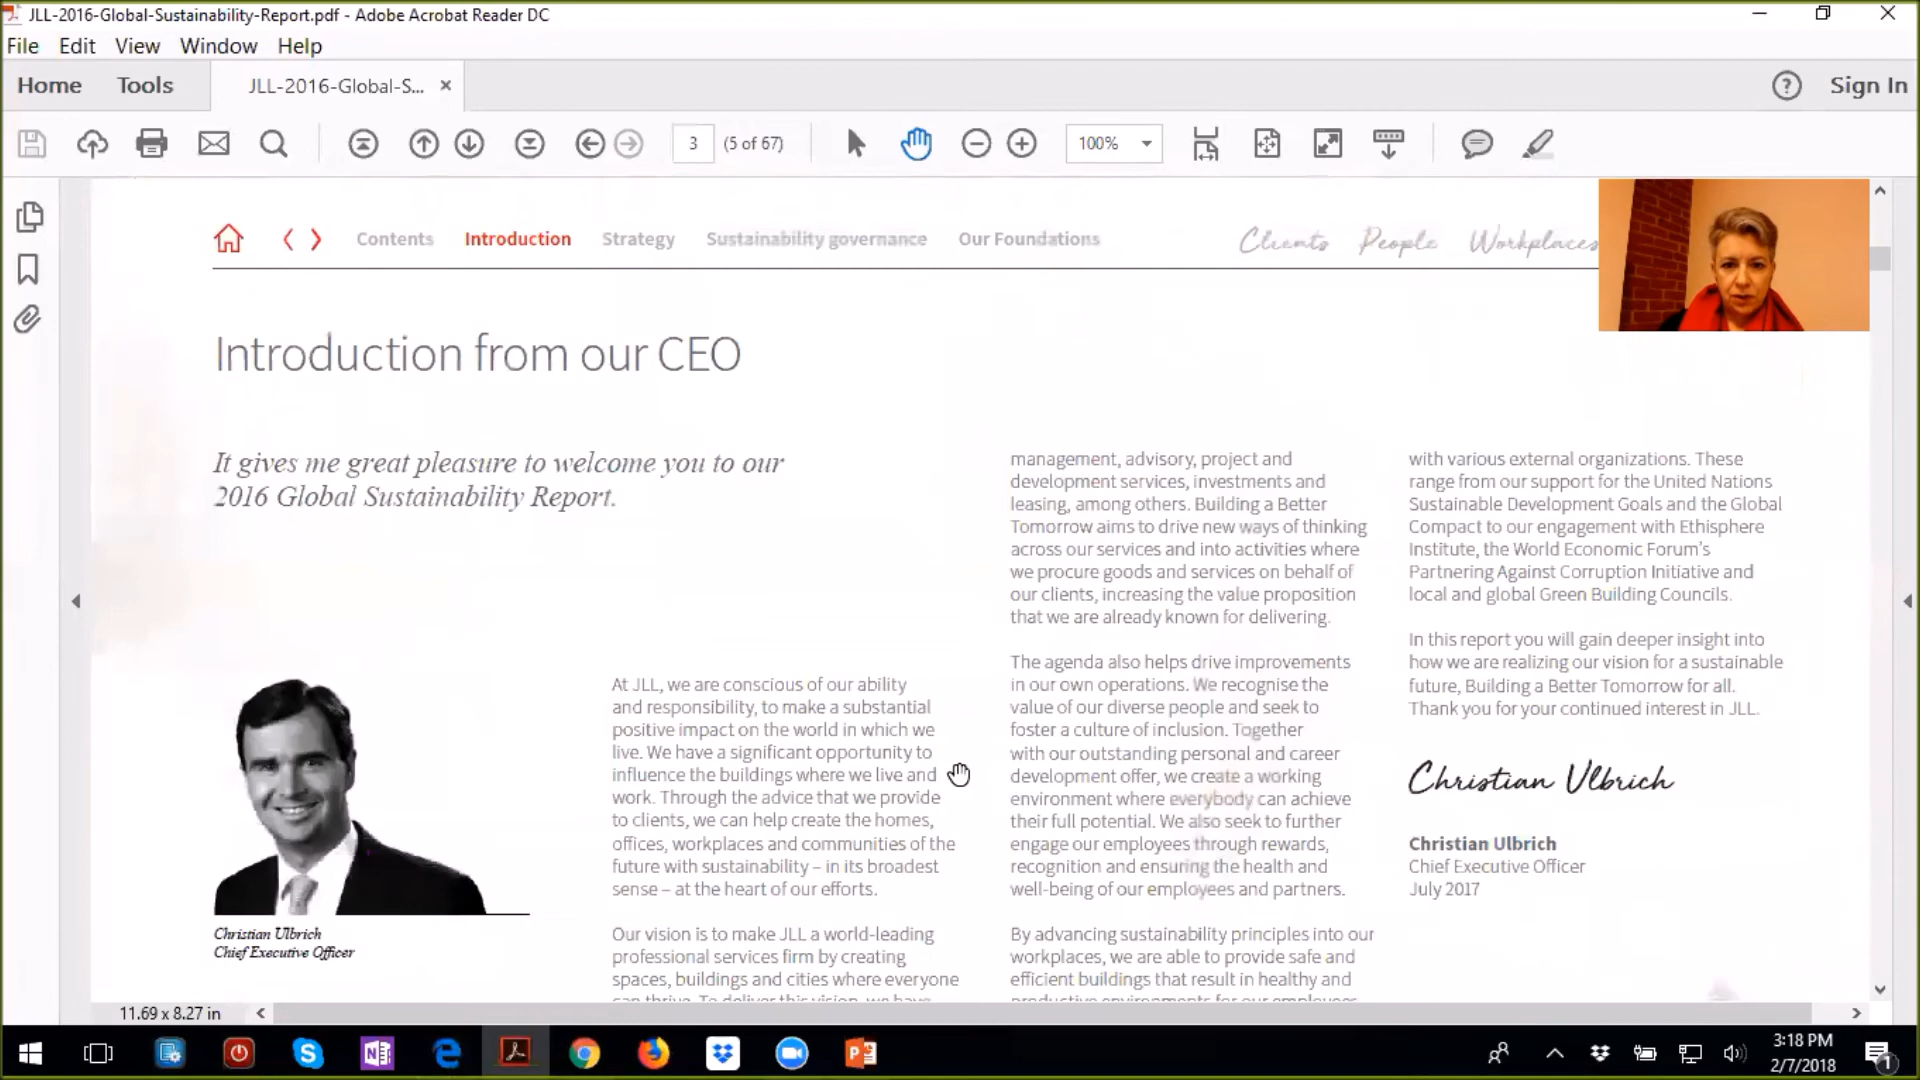 JLL-2016-Global-Sustainability-Report.pdf - Adobe Acrobat Reader DC
File Edit View Window Help
Home Tools JLL-2016-Global-S... × Sign In
3 (5 of 67) 100%
Contents Introduction Strategy Sustainability governance Our Foundations Clients People Workplaces
Introduction from our CEO
It gives me great pleasure to welcome you to our
2016 Global Sustainability Report.
Christian Ulbrich
Chief Executive Officer
At JLL, we are conscious of our ability
and responsibility, to make a substantial
positive impact on the world in which we
live. We have a significant opportunity to
influence the buildings where we live and
work. Through the advice that we provide
to clients, we can help create the homes,
offices, workplaces and communities of the
future with sustainability – in its broadest
sense – at the heart of our efforts.
Our vision is to make JLL a world-leading
professional services firm by creating
spaces, buildings and cities where everyone
can thrive. To deliver this vision, we have
management, advisory, project and
development services, investments and
leasing, among others. Building a Better
Tomorrow aims to drive new ways of thinking
across our services and into activities where
we procure goods and services on behalf of
our clients, increasing the value proposition
that we are already known for delivering.
The agenda also helps drive improvements
in our own operations. We recognise the
value of our diverse people and seek to
foster a culture of inclusion. Together
with our outstanding personal and career
development offer, we create a working
environment where everybody can achieve
their full potential. We also seek to further
engage our employees through rewards,
recognition and ensuring the health and
well-being of our employees and partners.
By advancing sustainability principles into our
workplaces, we are able to provide safe and
efficient buildings that result in healthy and
productive environments for our employees
with various external organizations. These
range from our support for the United Nations
Sustainable Development Goals and the Global
Compact to our engagement with Ethisphere
Institute, the World Economic Forum's
Partnering Against Corruption Initiative and
local and global Green Building Councils.
In this report you will gain deeper insight into
how we are realizing our vision for a sustainable
future, Building a Better Tomorrow for all.
Thank you for your continued interest in JLL.
Christian Ulbrich
Christian Ulbrich
Chief Executive Officer
July 2017
11.69 x 8.27 in
3:18 PM
2/7/2018
1